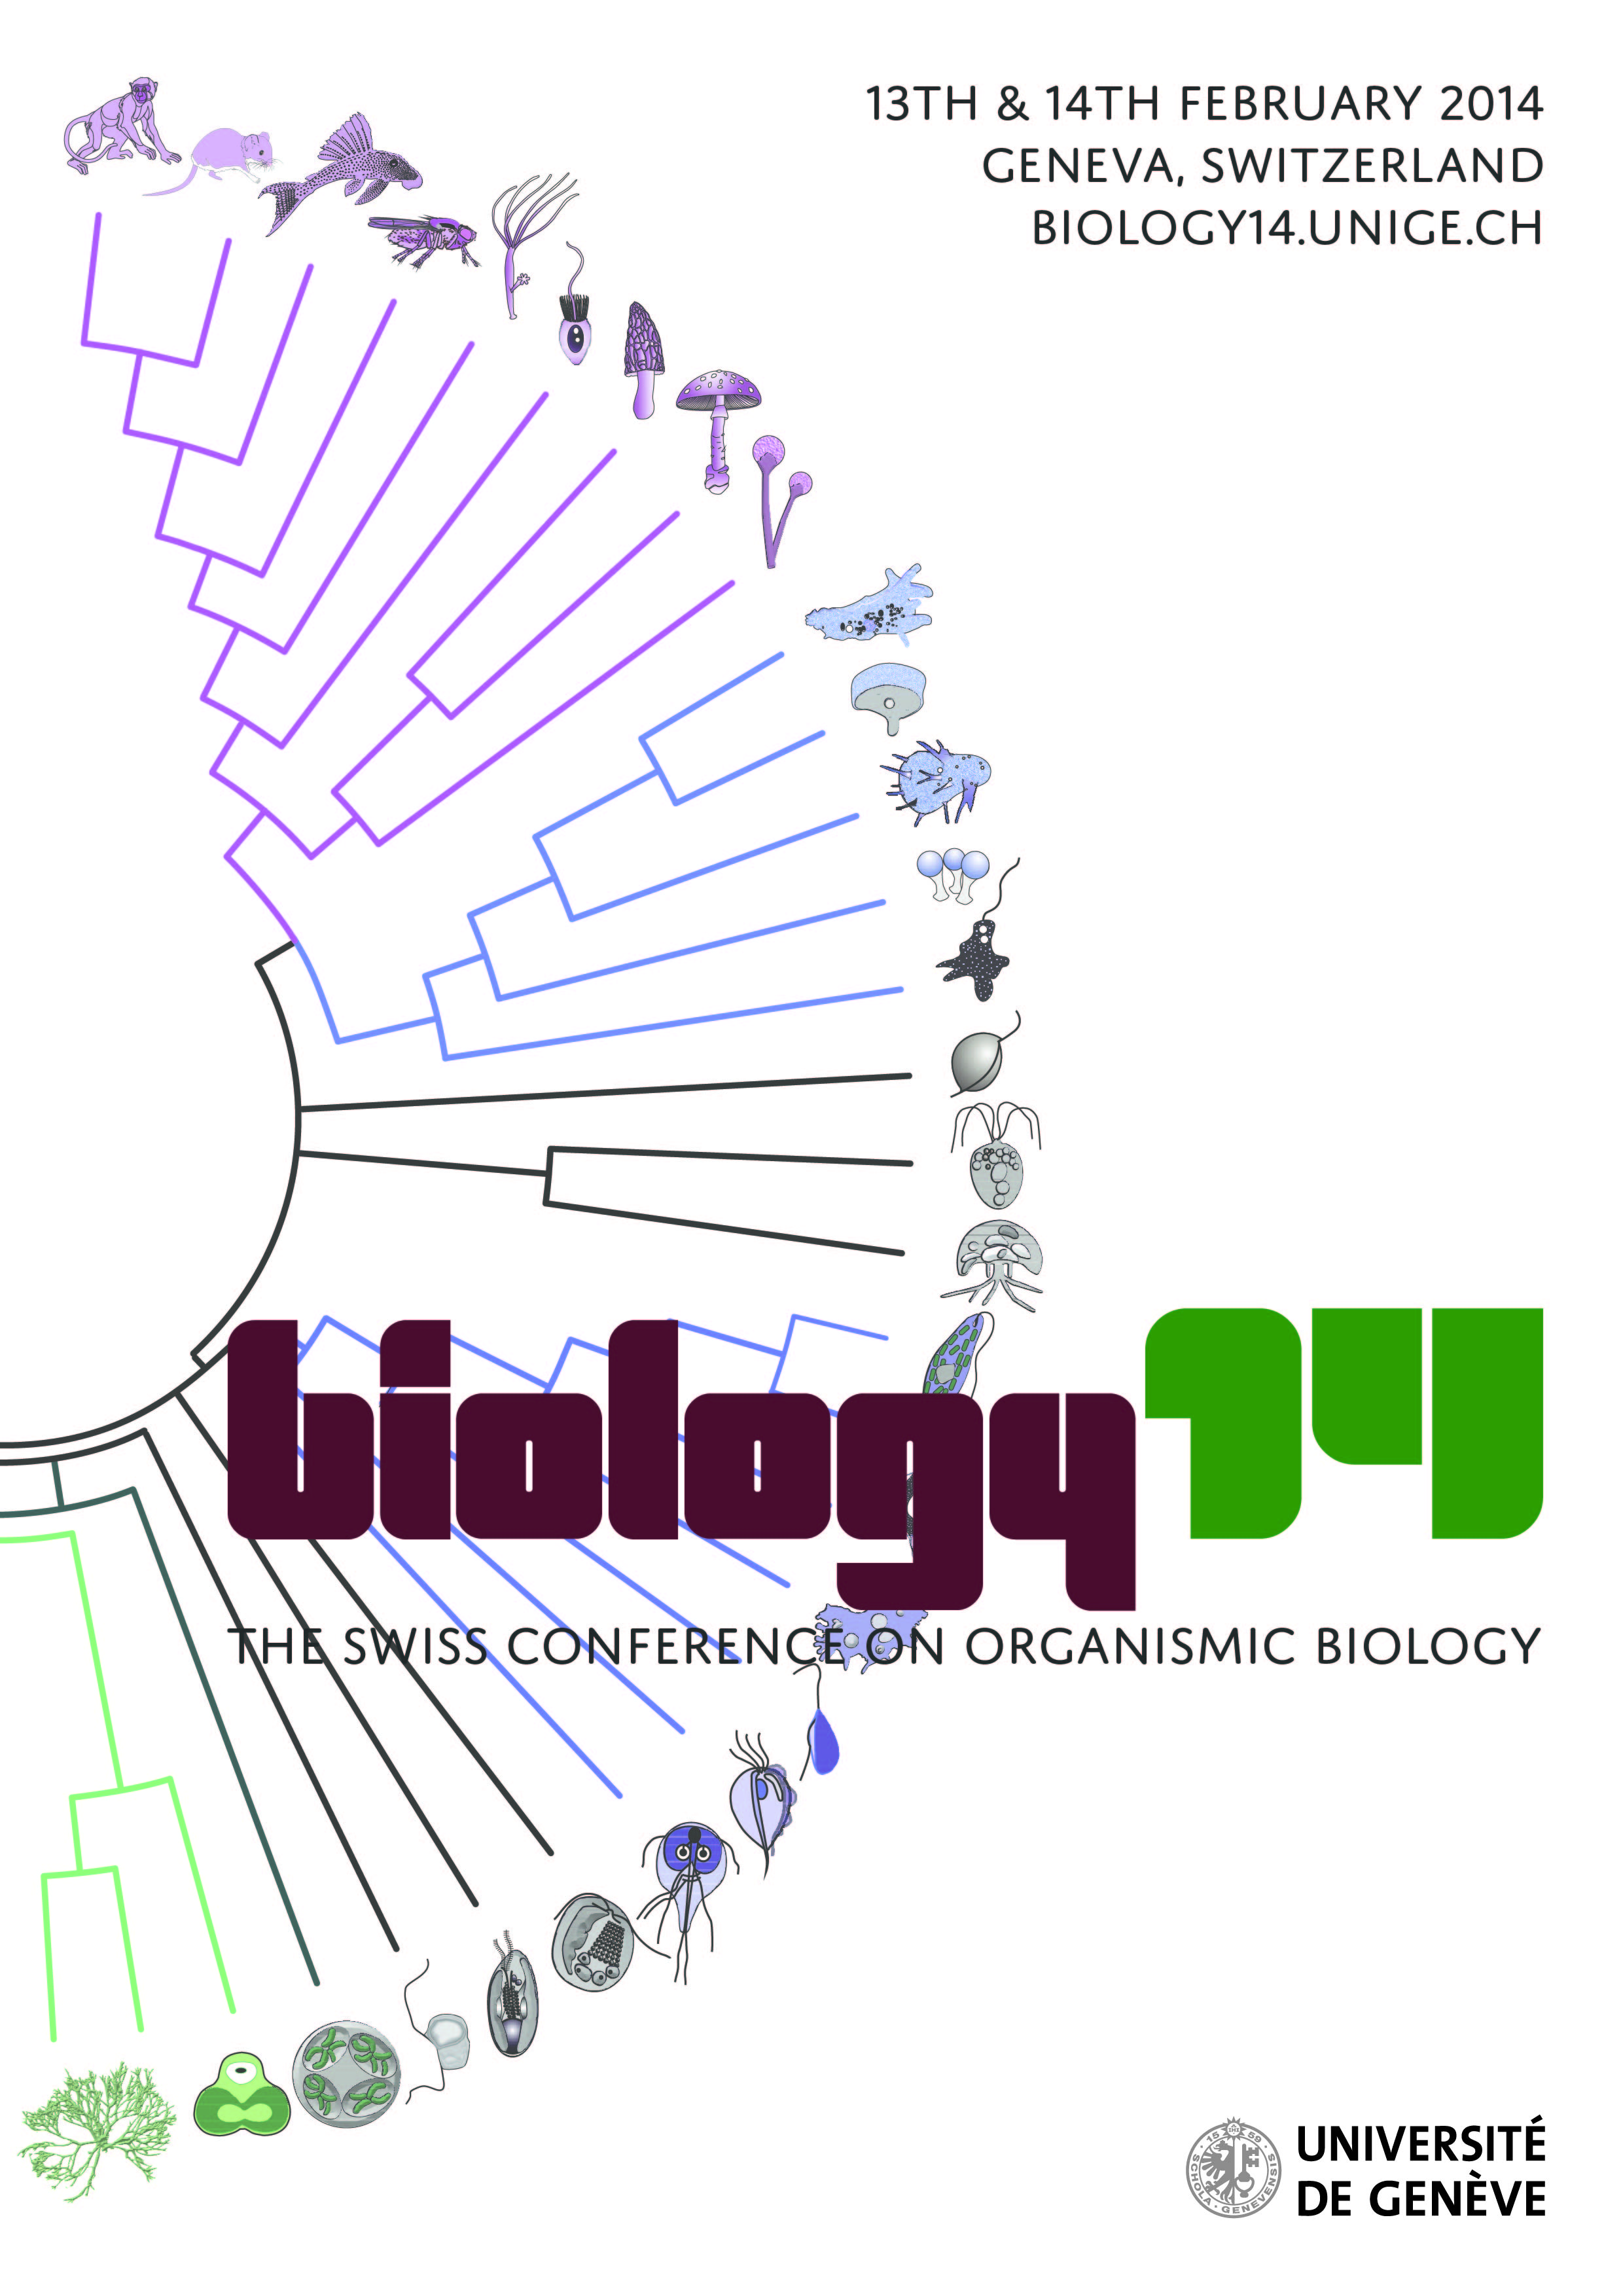 13TH & 14TH FEBRUARY 2014
GENEVA, SWITZERLAND
BIOLOGY14.UNIGE.CH
biology14
THE SWISS CONFERENCE ON ORGANISMIC BIOLOGY
SCHOLA · GENEVENSIS
15 59
UNIVERSITÉ
DE GENÈVE